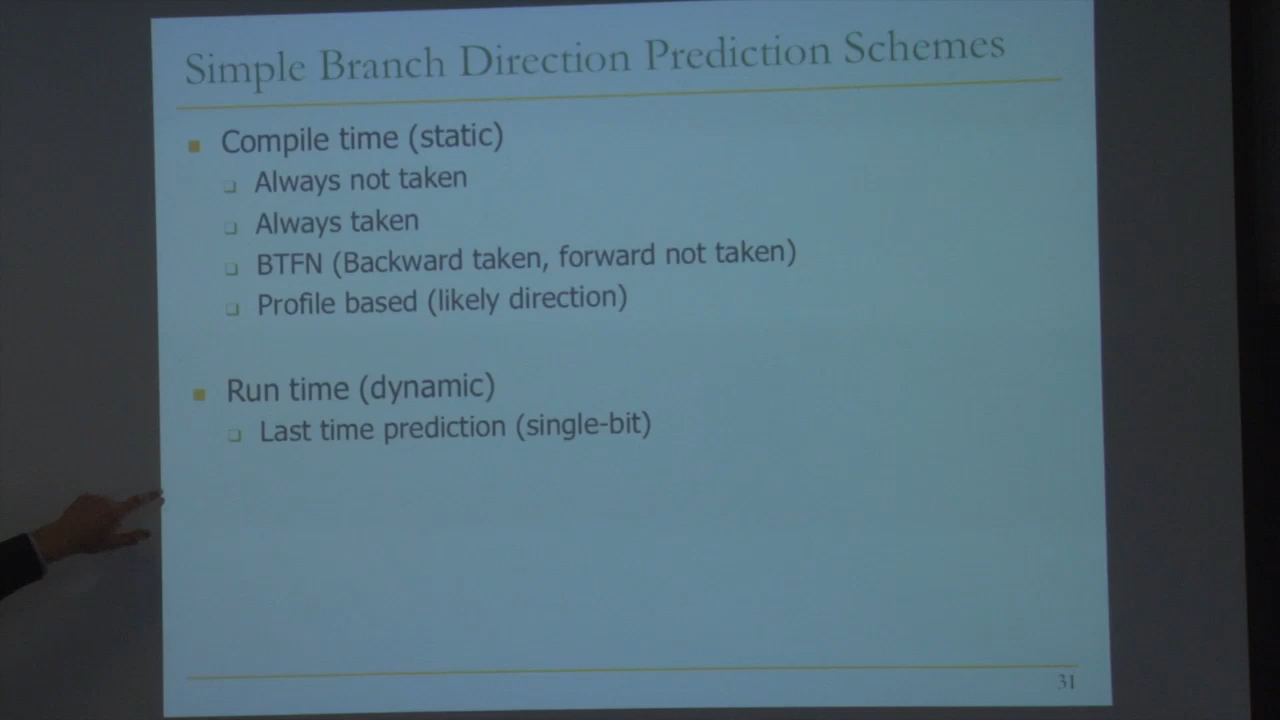 Simple Branch Direction Prediction Schemes
Compile time (static)
Always not taken
Always taken
BTFN (Backward taken, forward not taken)
Profile based (likely direction)
Run time (dynamic)
Last time prediction (single-bit)
31